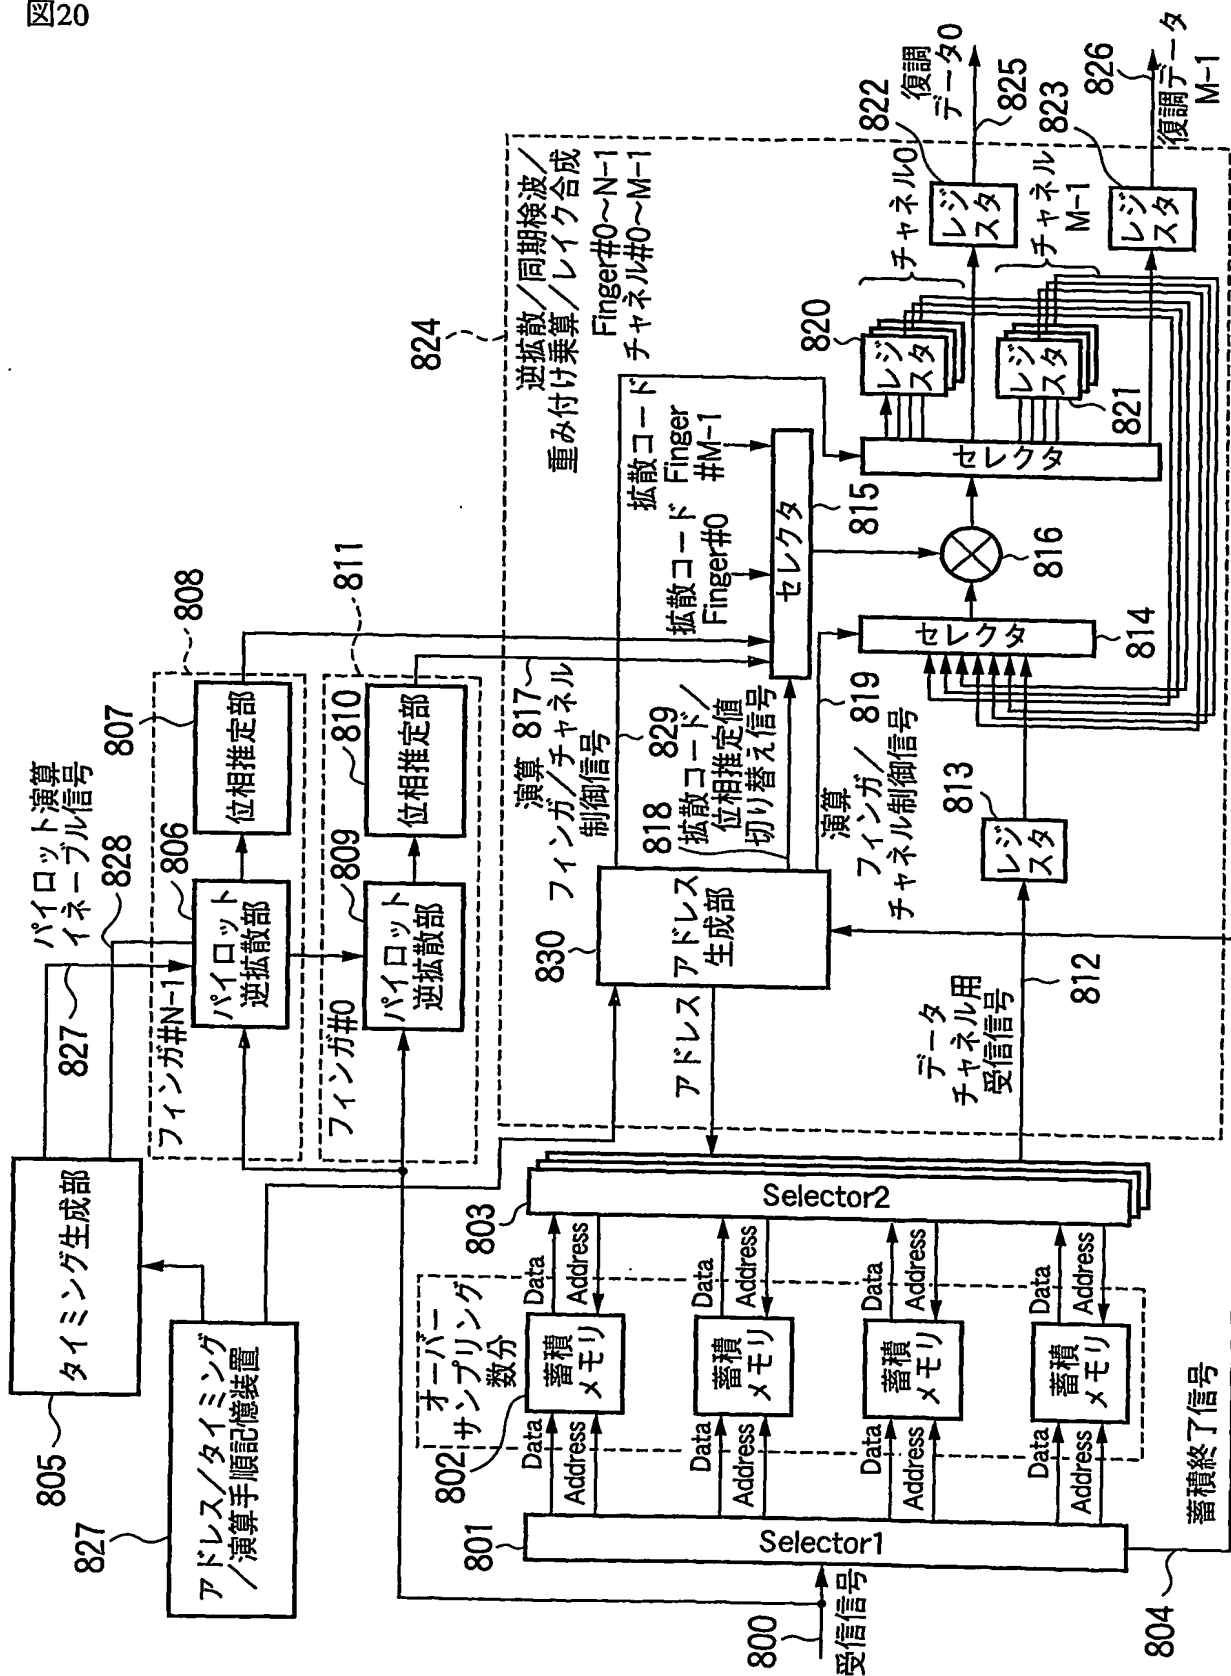 図20
タイミング生成部
805
アドレス/タイミング
/演算手順記憶装置
827
パイロット演算
イネーブル信号
828
827
806
807
808
フィンガ#N-1
パイロット
逆拡散部
位相推定部
フィンガ#0
809
810
811
パイロット
逆拡散部
位相推定部
800
受信信号
801
Selector1
804
蓄積終了信号
オーバー
サンプリング
数分
802
Data
Address
蓄積
メモリ
Data
Address
Data
Address
蓄積
メモリ
Data
Address
Data
Address
蓄積
メモリ
Data
Address
Data
Address
蓄積
メモリ
Data
Address
803
Selector2
アドレス
データ
チャネル用
受信信号
812
830
アドレス
生成部
813
レジ
スタ
817
演算
フィンガ/チャネル
制御信号
829
818
拡散コード/
位相推定値
切り替え信号
819
演算
フィンガ/
チャネル制御信号
824
逆拡散/同期検波/
重み付け乗算/レイク合成
Finger#0~N-1
チャネル#0~M-1
拡散コード
Finger#0
拡散コード
Finger
#M-1
セレクタ
815
セレクタ
814
816
セレクタ
820
レジ
スタ
チャネル0
レジ
スタ
821
チャネル
M-1
822
レジ
スタ
823
レジ
スタ
復調
データ0
825
826
復調データ
M-1